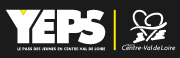 YEPS
LE PASS DES JEUNES EN CENTRE-VAL DE LOIRE
Centre-Val de Loire